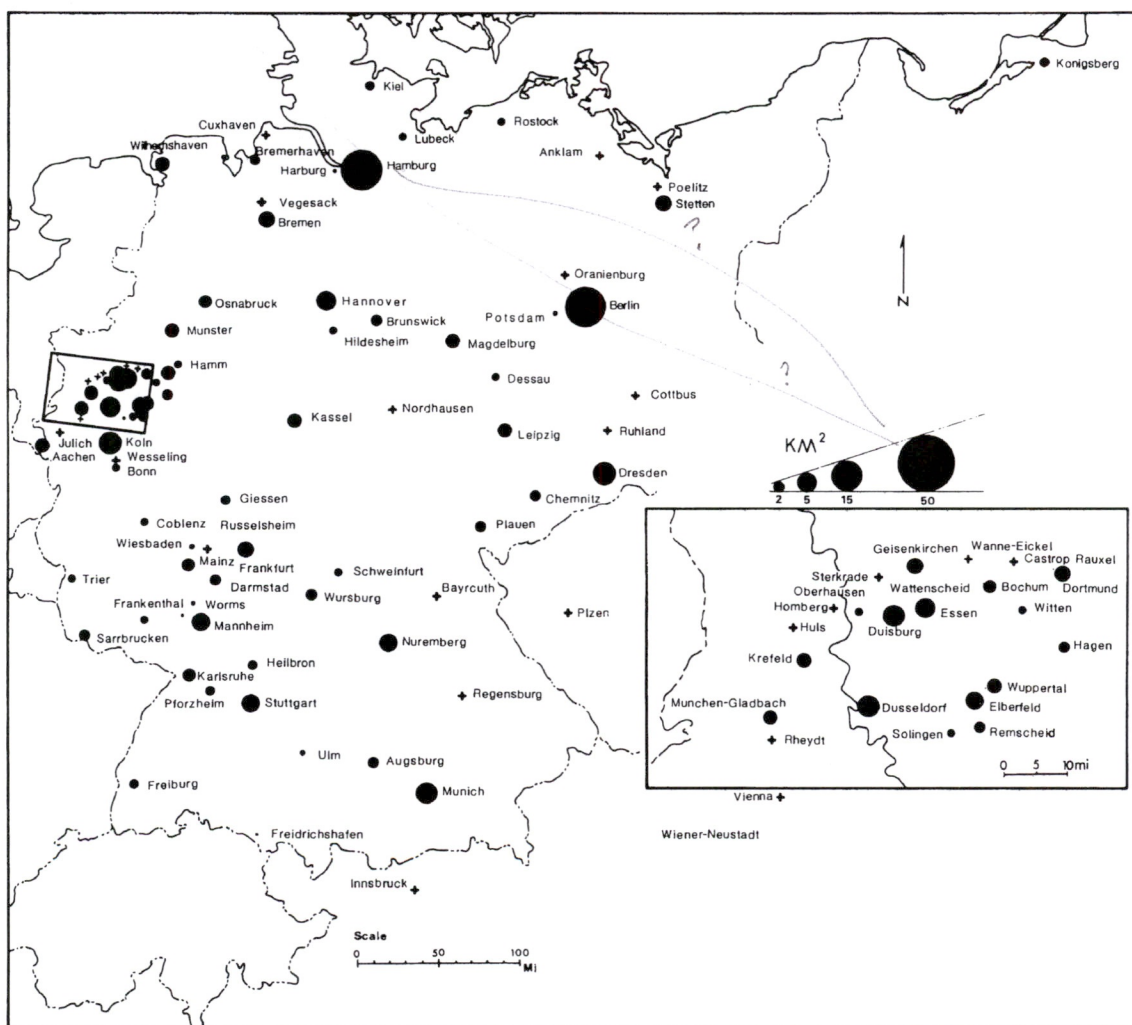 Konigsberg
Kiel
Rostock
Cuxhaven
Lubeck
Wilhemshaven
Bremerhaven
Anklam
Harburg
Hamburg
Poelitz
Vegesack
Stetten
Bremen
?
Oranienburg
N
Osnabruck
Hannover
Berlin
Potsdam
Brunswick
Munster
Hildesheim
Magdelburg
Hamm
?
Dessau
Cottbus
Nordhausen
Kassel
Leipzig
Ruhland
KM²
Julich
Koln
Aachen
Wesseling
Bonn
Dresden
2 5 15 50
Giessen
Chemnitz
Coblenz
Russelsheim
Plauen
Wiesbaden
Mainz
Frankfurt
Trier
Darmstad
Schweinfurt
Wursburg
Bayrcuth
Frankenthal
Worms
Plzen
Mannheim
Sarrbrucken
Nuremberg
Heilbron
Karlsruhe
Pforzheim
Stuttgart
Regensburg
Ulm
Augsburg
Freiburg
Munich
Freidrichshafen
Innsbruck
Vienna
Wiener-Neustadt
Scale
0 50 100
Mi
Geisenkirchen
Wanne-Eickel
Castrop Rauxel
Sterkrade
Wattenscheid
Dortmund
Oberhausen
Bochum
Homberg
Essen
Witten
Huls
Duisburg
Hagen
Krefeld
Wuppertal
Munchen-Gladbach
Dusseldorf
Elberfeld
Rheydt
Solingen
Remscheid
0 5 10mi